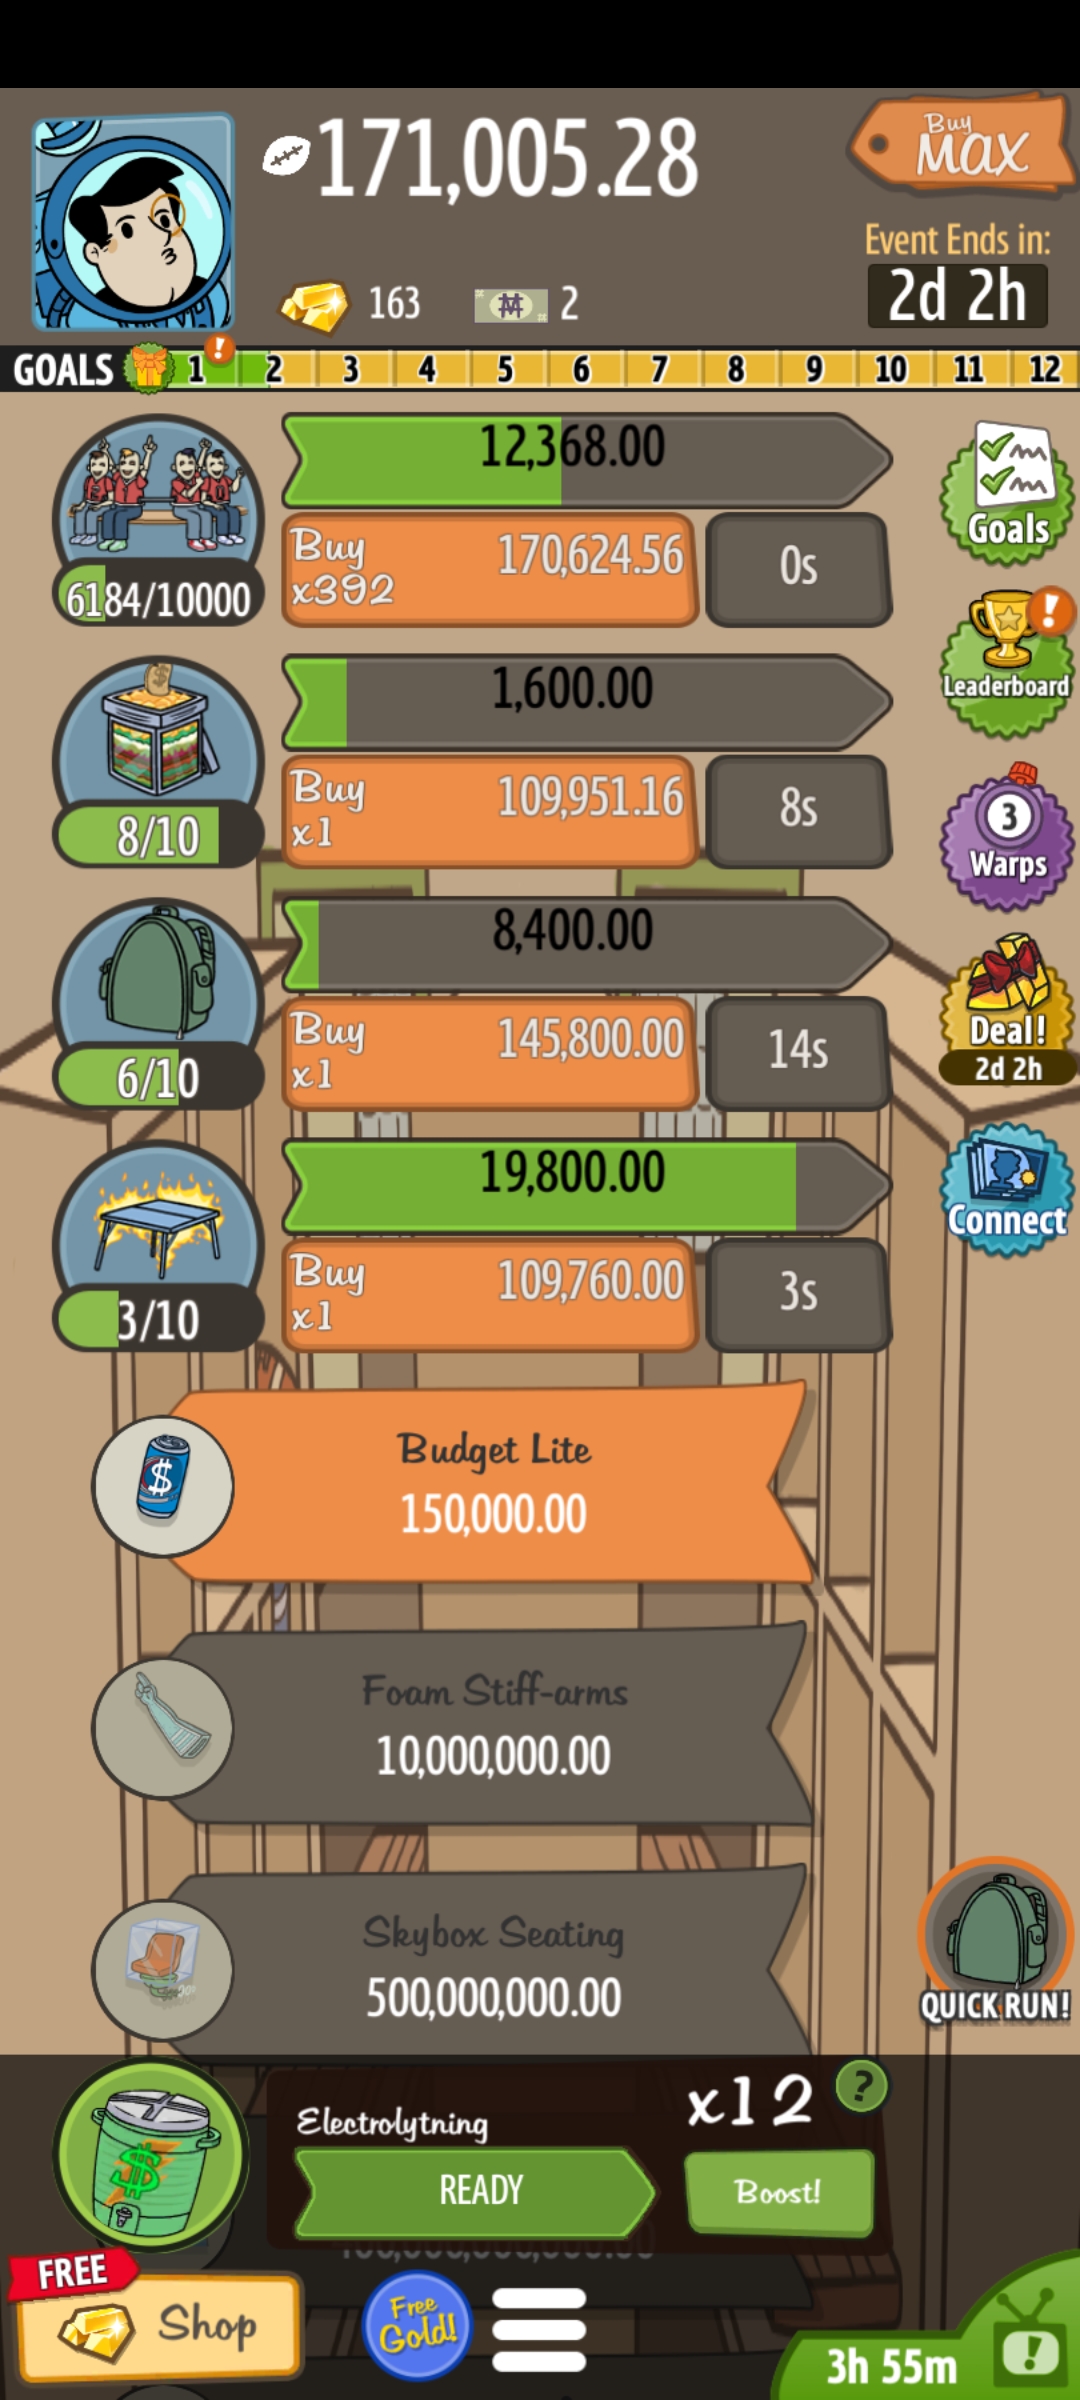 171,005.28
Buy
MAX
Event Ends in:
163
2
2d 2h
GOALS 1 2 3 4 5 6 7 8 9 10 11 12
12,368.00
6184/10000
Buy
x392
170,624.56
0s
Goals
1,600.00
8/10
Buy
x1
109,951.16
8s
Leaderboard
3
Warps
8,400.00
6/10
Buy
x1
145,800.00
14s
Deal!
2d 2h
19,800.00
3/10
Buy
x1
109,760.00
3s
Connect
Budget Lite
150,000.00
Foam Stiff-arms
10,000,000.00
Skybox Seating
500,000,000.00
QUICK RUN!
Electrolytning
x12
?
READY
Boost!
FREE
Shop
Free
Gold!
3h 55m